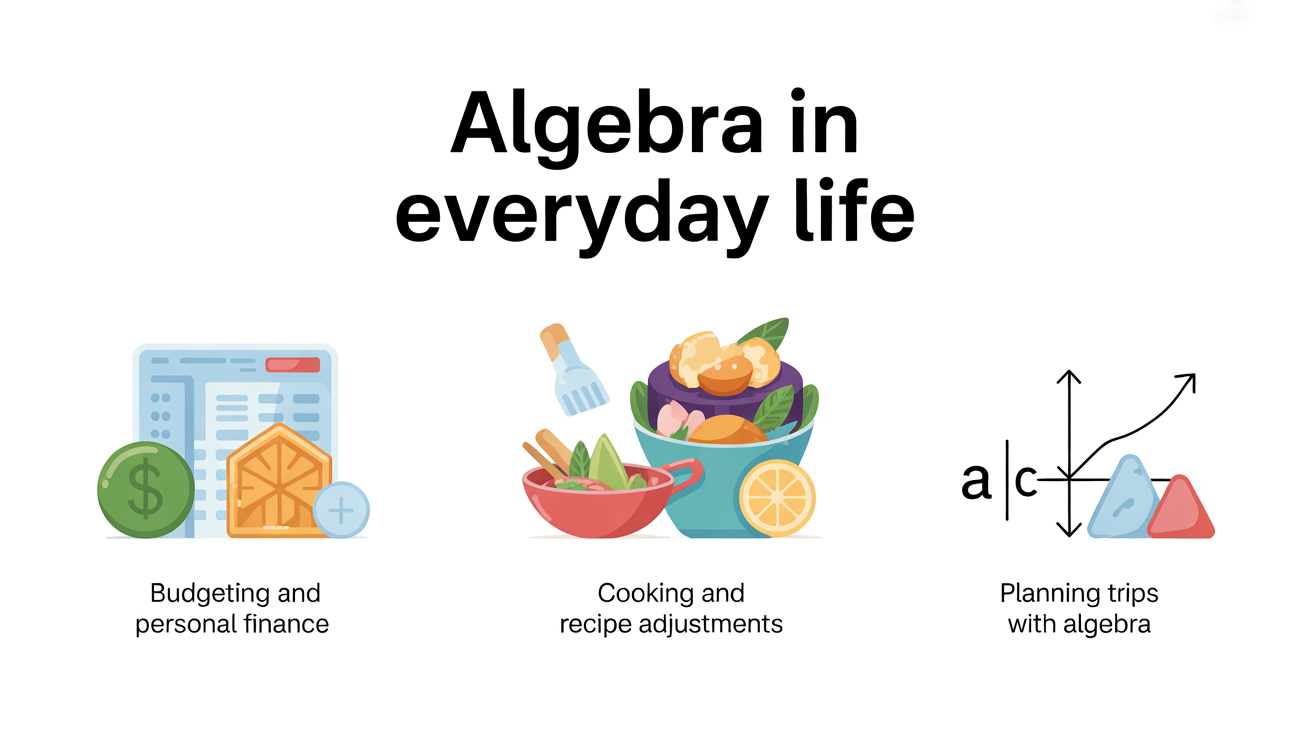 Algebra in
everyday life
$
a|c
Budgeting and
personal finance
Cooking and
recipe adjustments
Planning trips
with algebra